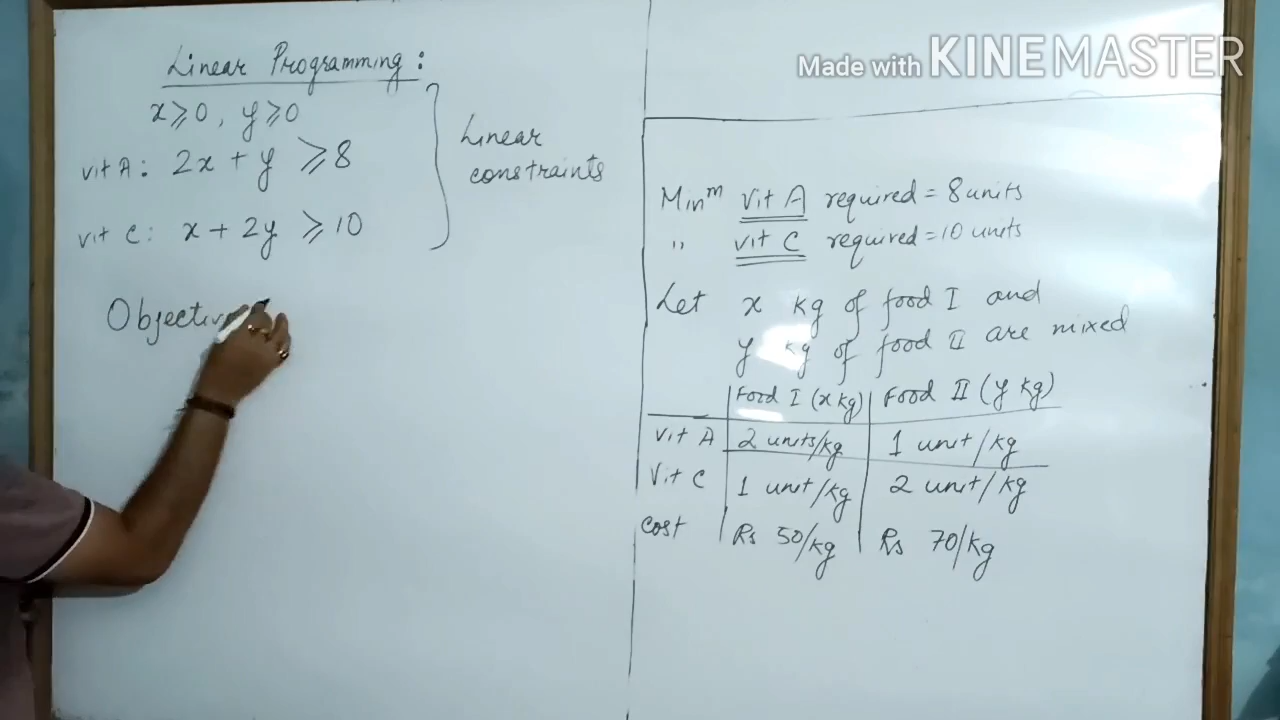 Linear Programming :
x ≥ 0, y ≥ 0
Vit A : 2x + y ≥ 8
Vit C : x + 2y ≥ 10
Linear
constraints
Objective
Made with KINEMASTER
Minᵐ Vit A required = 8 units
,, Vit C required = 10 units
Let x kg of food I and
y kg of food II are mixed
Food I (x kg) Food II (y kg)
Vit A 2 units/kg 1 unit/kg
Vit C 1 unit/kg 2 unit/kg
Cost Rs 50/kg Rs 70/kg